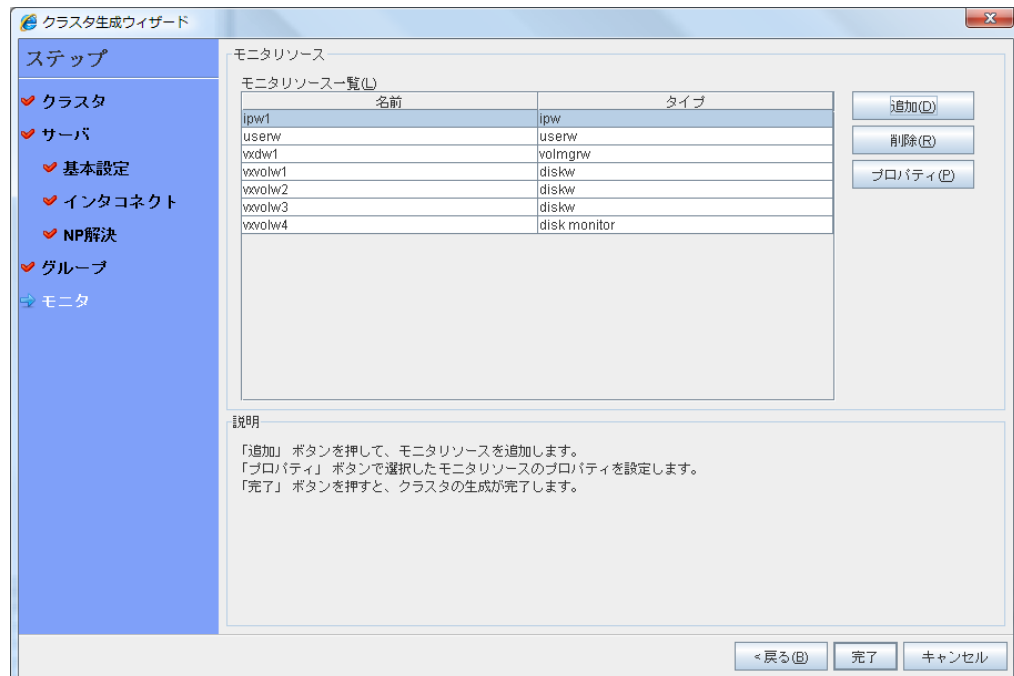 クラスタ生成ウィザード
ステップ
クラスタ
サーバ
基本設定
インタコネクト
NP解決
グループ
モニタ
モニタリソース
モニタリソース一覧(L)
名前 タイプ
ipw1 ipw
userw userw
vxdw1 volmgrw
vxvolw1 diskw
vxvolw2 diskw
vxvolw3 diskw
vxvolw4 disk monitor
追加(D)
削除(R)
プロパティ(P)
説明
「追加」 ボタンを押して、モニタリソースを追加します。
「プロパティ」 ボタンで選択したモニタリソースのプロパティを設定します。
「完了」 ボタンを押すと、クラスタの生成が完了します。
<戻る(B) 完了 キャンセル